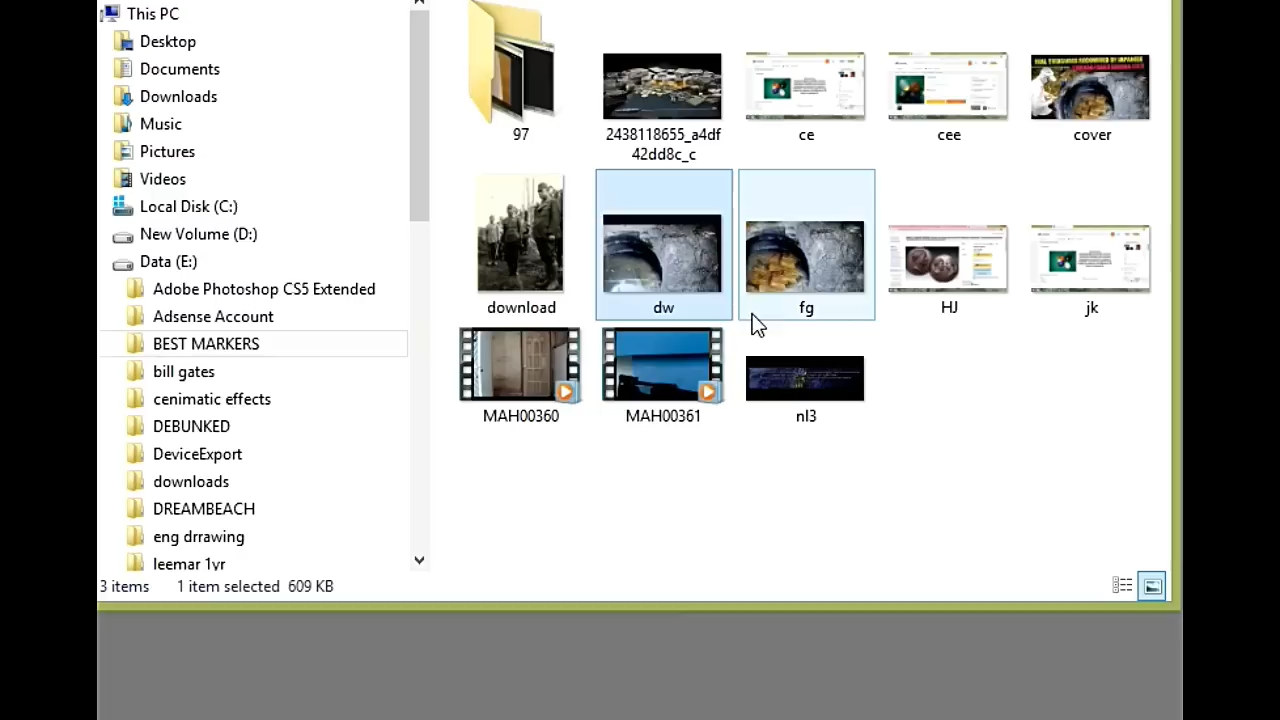 This PC
Desktop
Documents
Downloads
Music
Pictures
Videos
Local Disk (C:)
New Volume (D:)
Data (E:)
Adobe Photoshop CS5 Extended
Adsense Account
BEST MARKERS
bill gates
cenimatic effects
DEBUNKED
DeviceExport
downloads
DREAMBEACH
eng drrawing
leemar 1yr
3 items 1 item selected 609 KB
97
2438118655_a4df
42dd8c_c
ce
cee
cover
download
dw
fg
HJ
jk
MAH00360
MAH00361
nl3